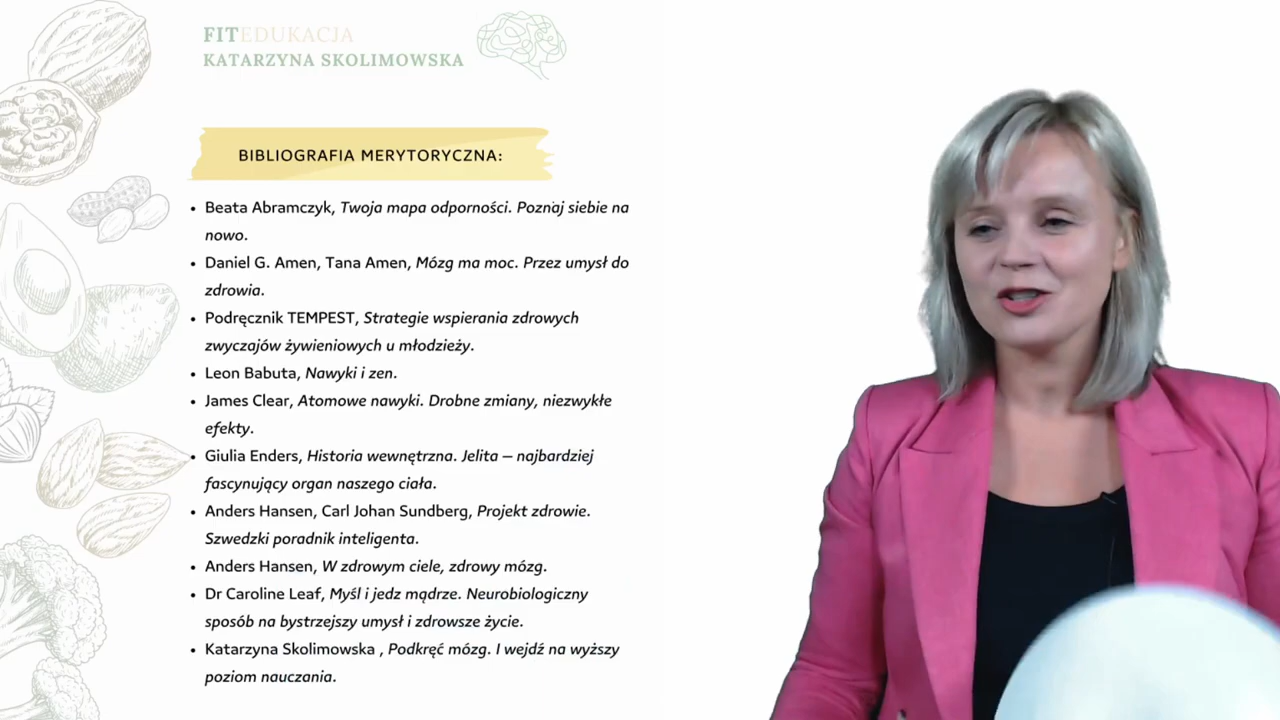 FITEDUKACJA
KATARZYNA SKOLIMOWSKA
BIBLIOGRAFIA MERYTORYCZNA:
• Beata Abramczyk, Twoja mapa odporności. Poznaj siebie na
nowo.
• Daniel G. Amen, Tana Amen, Mózg ma moc. Przez umysł do
zdrowia.
• Podręcznik TEMPEST, Strategie wspierania zdrowych
zwyczajów żywieniowych u młodzieży.
• Leon Babuta, Nawyki i zen.
• James Clear, Atomowe nawyki. Drobne zmiany, niezwykłe
efekty.
• Giulia Enders, Historia wewnętrzna. Jelita – najbardziej
fascynujący organ naszego ciała.
• Anders Hansen, Carl Johan Sundberg, Projekt zdrowie.
Szwedzki poradnik inteligenta.
• Anders Hansen, W zdrowym ciele, zdrowy mózg.
• Dr Caroline Leaf, Myśl i jedz mądrze. Neurobiologiczny
sposób na bystrzejszy umysł i zdrowsze życie.
• Katarzyna Skolimowska , Podkręć mózg. I wejdź na wyższy
poziom nauczania.